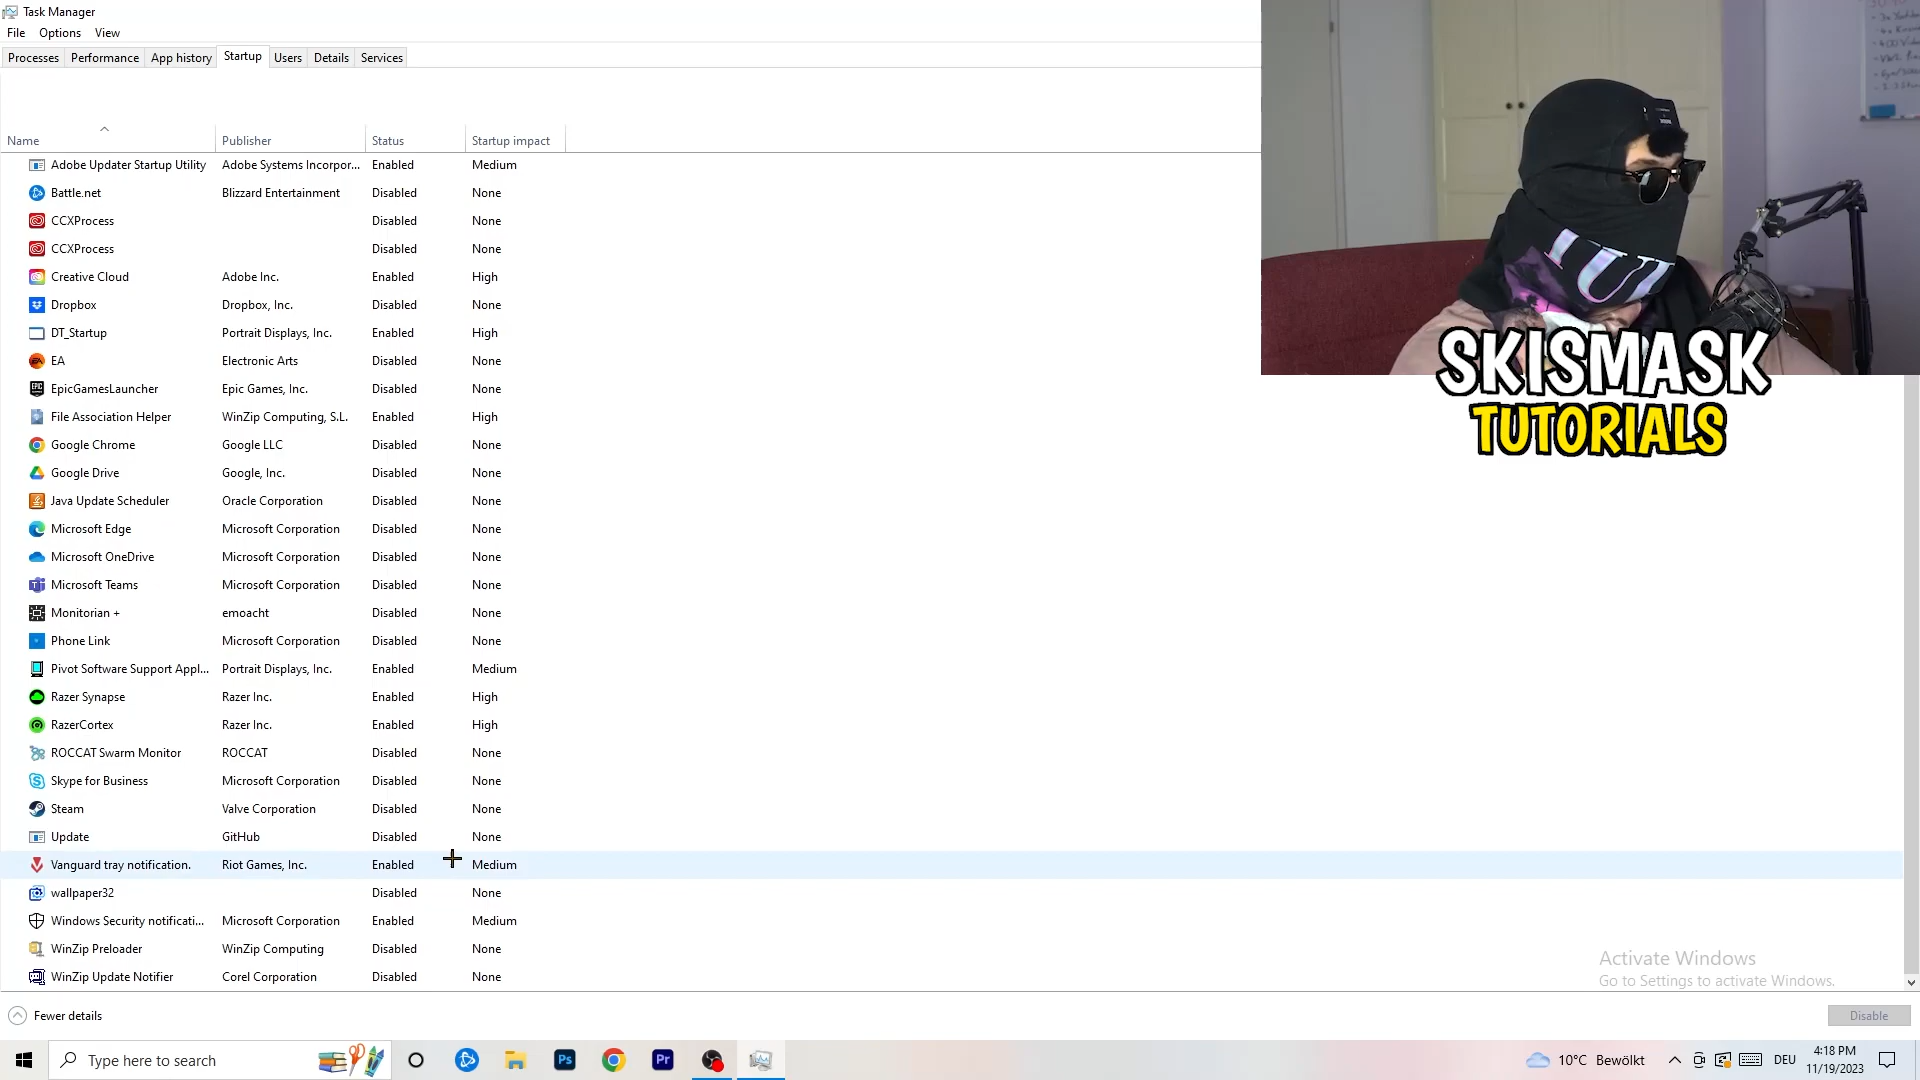 Task Manager
File Options View
Processes Performance App history Startup Users Details Services
Name Publisher Status Startup impact
Adobe Updater Startup Utility Adobe Systems Incorpor... Enabled Medium
Battle.net Blizzard Entertainment Disabled None
CCXProcess Disabled None
CCXProcess Disabled None
Creative Cloud Adobe Inc. Enabled High
Dropbox Dropbox, Inc. Disabled None
DT_Startup Portrait Displays, Inc. Enabled High
EA Electronic Arts Disabled None
EpicGamesLauncher Epic Games, Inc. Disabled None
File Association Helper WinZip Computing, S.L. Enabled High
Google Chrome Google LLC Disabled None
Google Drive Google, Inc. Disabled None
Java Update Scheduler Oracle Corporation Disabled None
Microsoft Edge Microsoft Corporation Disabled None
Microsoft OneDrive Microsoft Corporation Disabled None
Microsoft Teams Microsoft Corporation Disabled None
Monitorian + emoacht Disabled None
Phone Link Microsoft Corporation Disabled None
Pivot Software Support Appl... Portrait Displays, Inc. Enabled Medium
Razer Synapse Razer Inc. Enabled High
RazerCortex Razer Inc. Enabled High
ROCCAT Swarm Monitor ROCCAT Disabled None
Skype for Business Microsoft Corporation Disabled None
Steam Valve Corporation Disabled None
Update GitHub Disabled None
Vanguard tray notification. Riot Games, Inc. Enabled Medium
wallpaper32 Disabled None
Windows Security notificati... Microsoft Corporation Enabled Medium
WinZip Preloader WinZip Computing Disabled None
WinZip Update Notifier Corel Corporation Disabled None
SKISMASK
TUTORIALS
Activate Windows
Go to Settings to activate Windows.
Fewer details
Disable
Type here to search
Ps
Pr
10°C Bewölkt
DEU
4:18 PM
11/19/2023